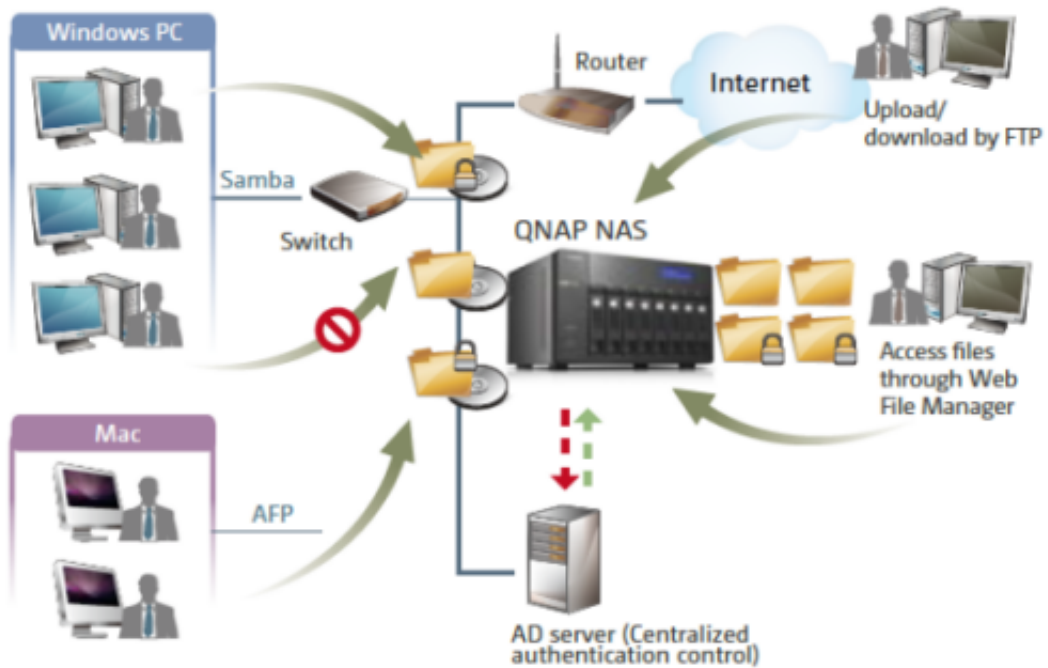 Windows PC
Samba
Switch
Router
Internet
Upload/
download by FTP
QNAP NAS
Access files
through Web
File Manager
Mac
AFP
AD server (Centralized
authentication control)